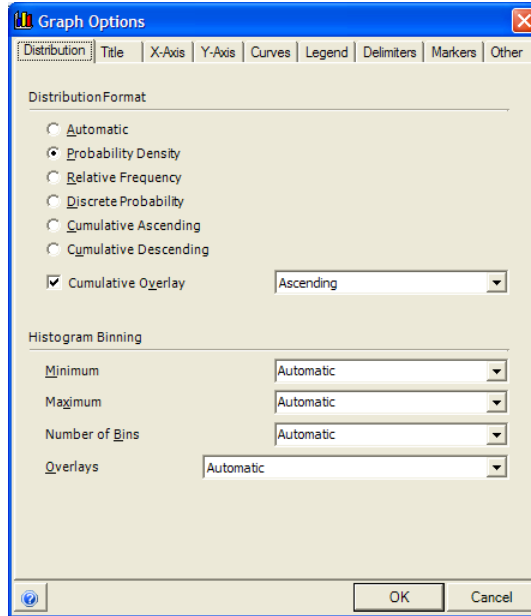 Graph Options
Distribution Title X-Axis Y-Axis Curves Legend Delimiters Markers Other
Distribution Format
Automatic
Probability Density
Relative Frequency
Discrete Probability
Cumulative Ascending
Cumulative Descending
Cumulative Overlay Ascending
Histogram Binning
Minimum Automatic
Maximum Automatic
Number of Bins Automatic
Overlays Automatic
OK Cancel